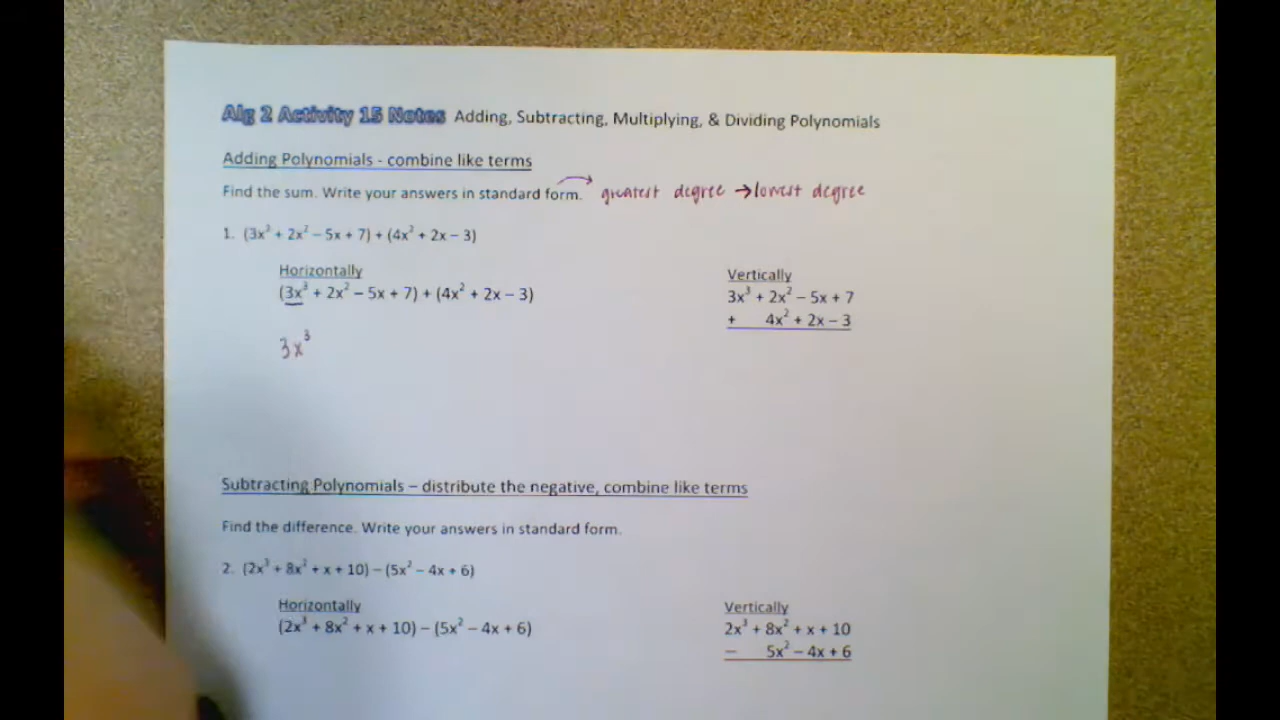 Alg 2 Activity 15 Notes Adding, Subtracting, Multiplying, & Dividing Polynomials
Adding Polynomials - combine like terms
Find the sum. Write your answers in standard form. greatest degree → lowest degree
1. (3x³ + 2x² – 5x + 7) + (4x² + 2x – 3)
Horizontally
(3x³ + 2x² – 5x + 7) + (4x² + 2x – 3)
3x³
Vertically
3x³ + 2x² – 5x + 7
+ 4x² + 2x – 3
Subtracting Polynomials – distribute the negative, combine like terms
Find the difference. Write your answers in standard form.
2. (2x³ + 8x² + x + 10) – (5x² – 4x + 6)
Horizontally
(2x³ + 8x² + x + 10) – (5x² – 4x + 6)
Vertically
2x³ + 8x² + x + 10
– 5x² – 4x + 6